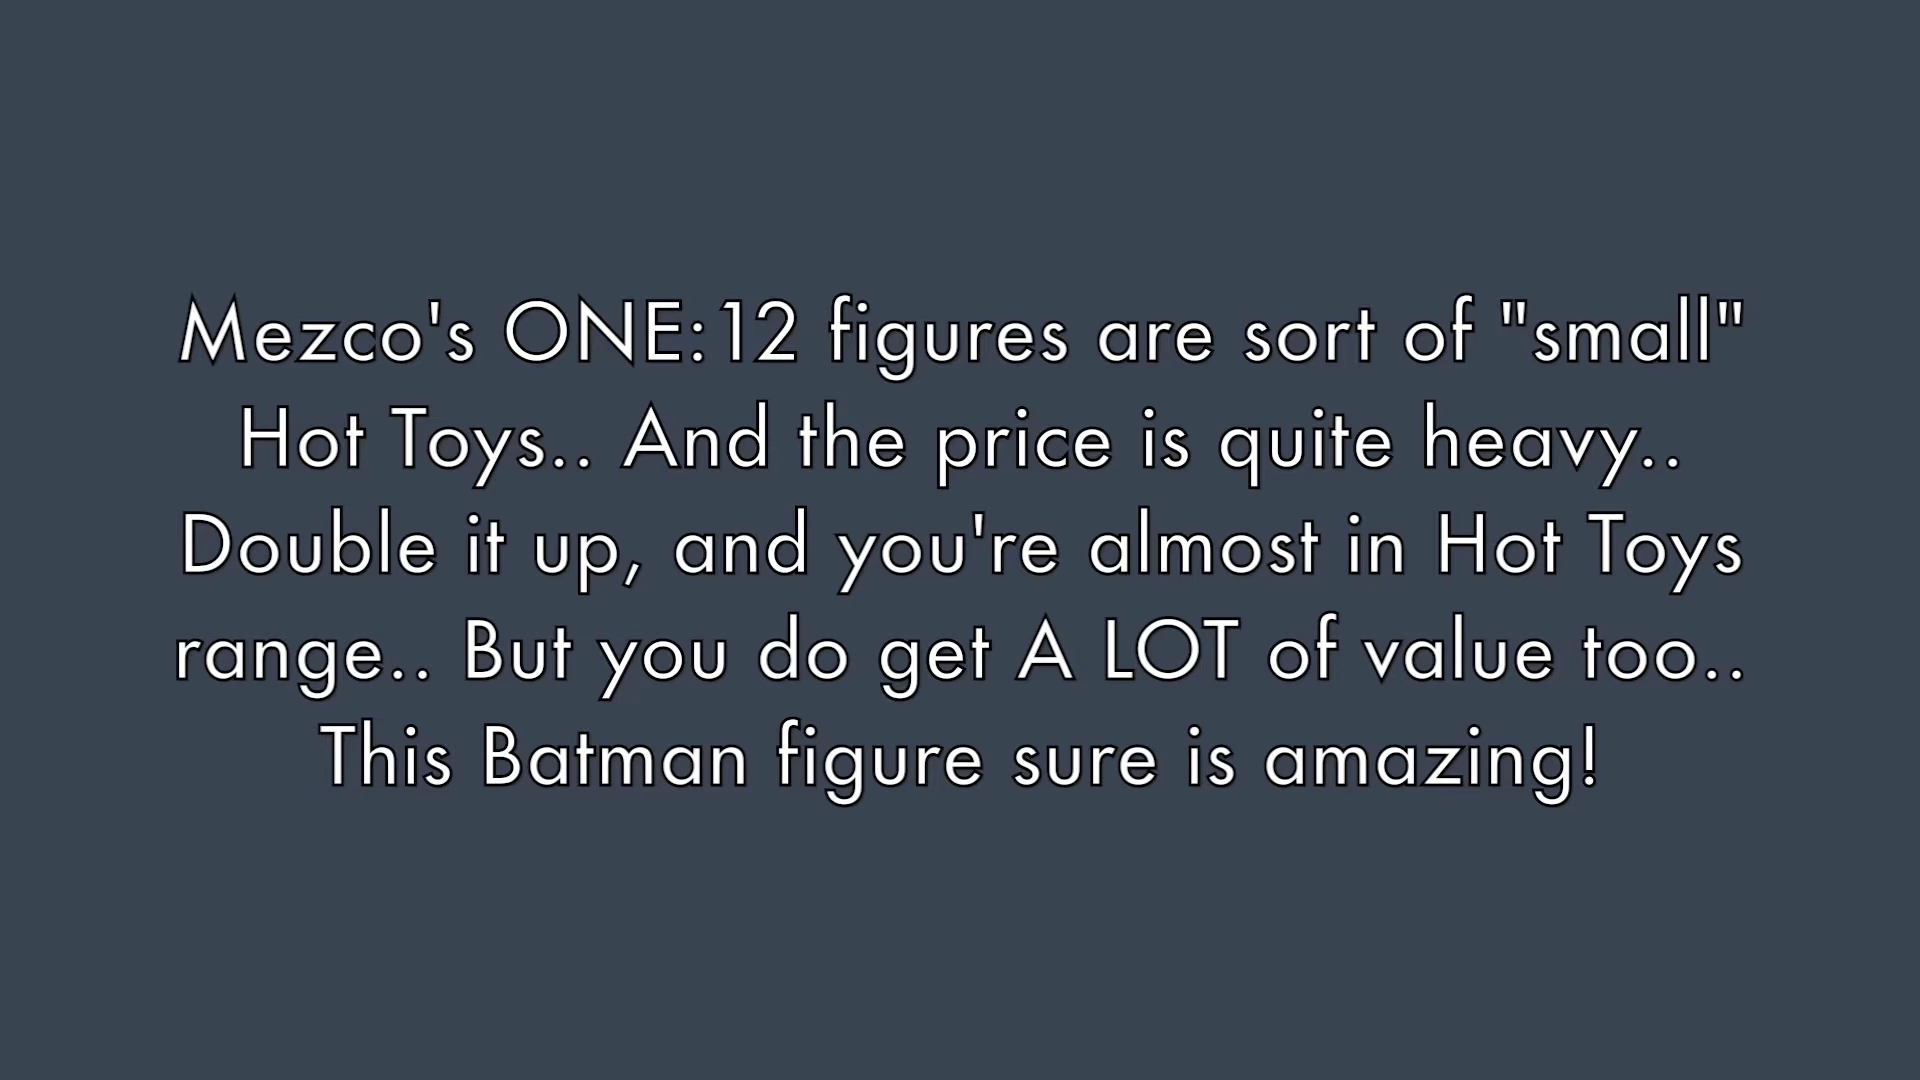 Mezco's ONE:12 figures are sort of "small"
Hot Toys.. And the price is quite heavy..
Double it up, and you're almost in Hot Toys
range.. But you do get A LOT of value too..
This Batman figure sure is amazing!